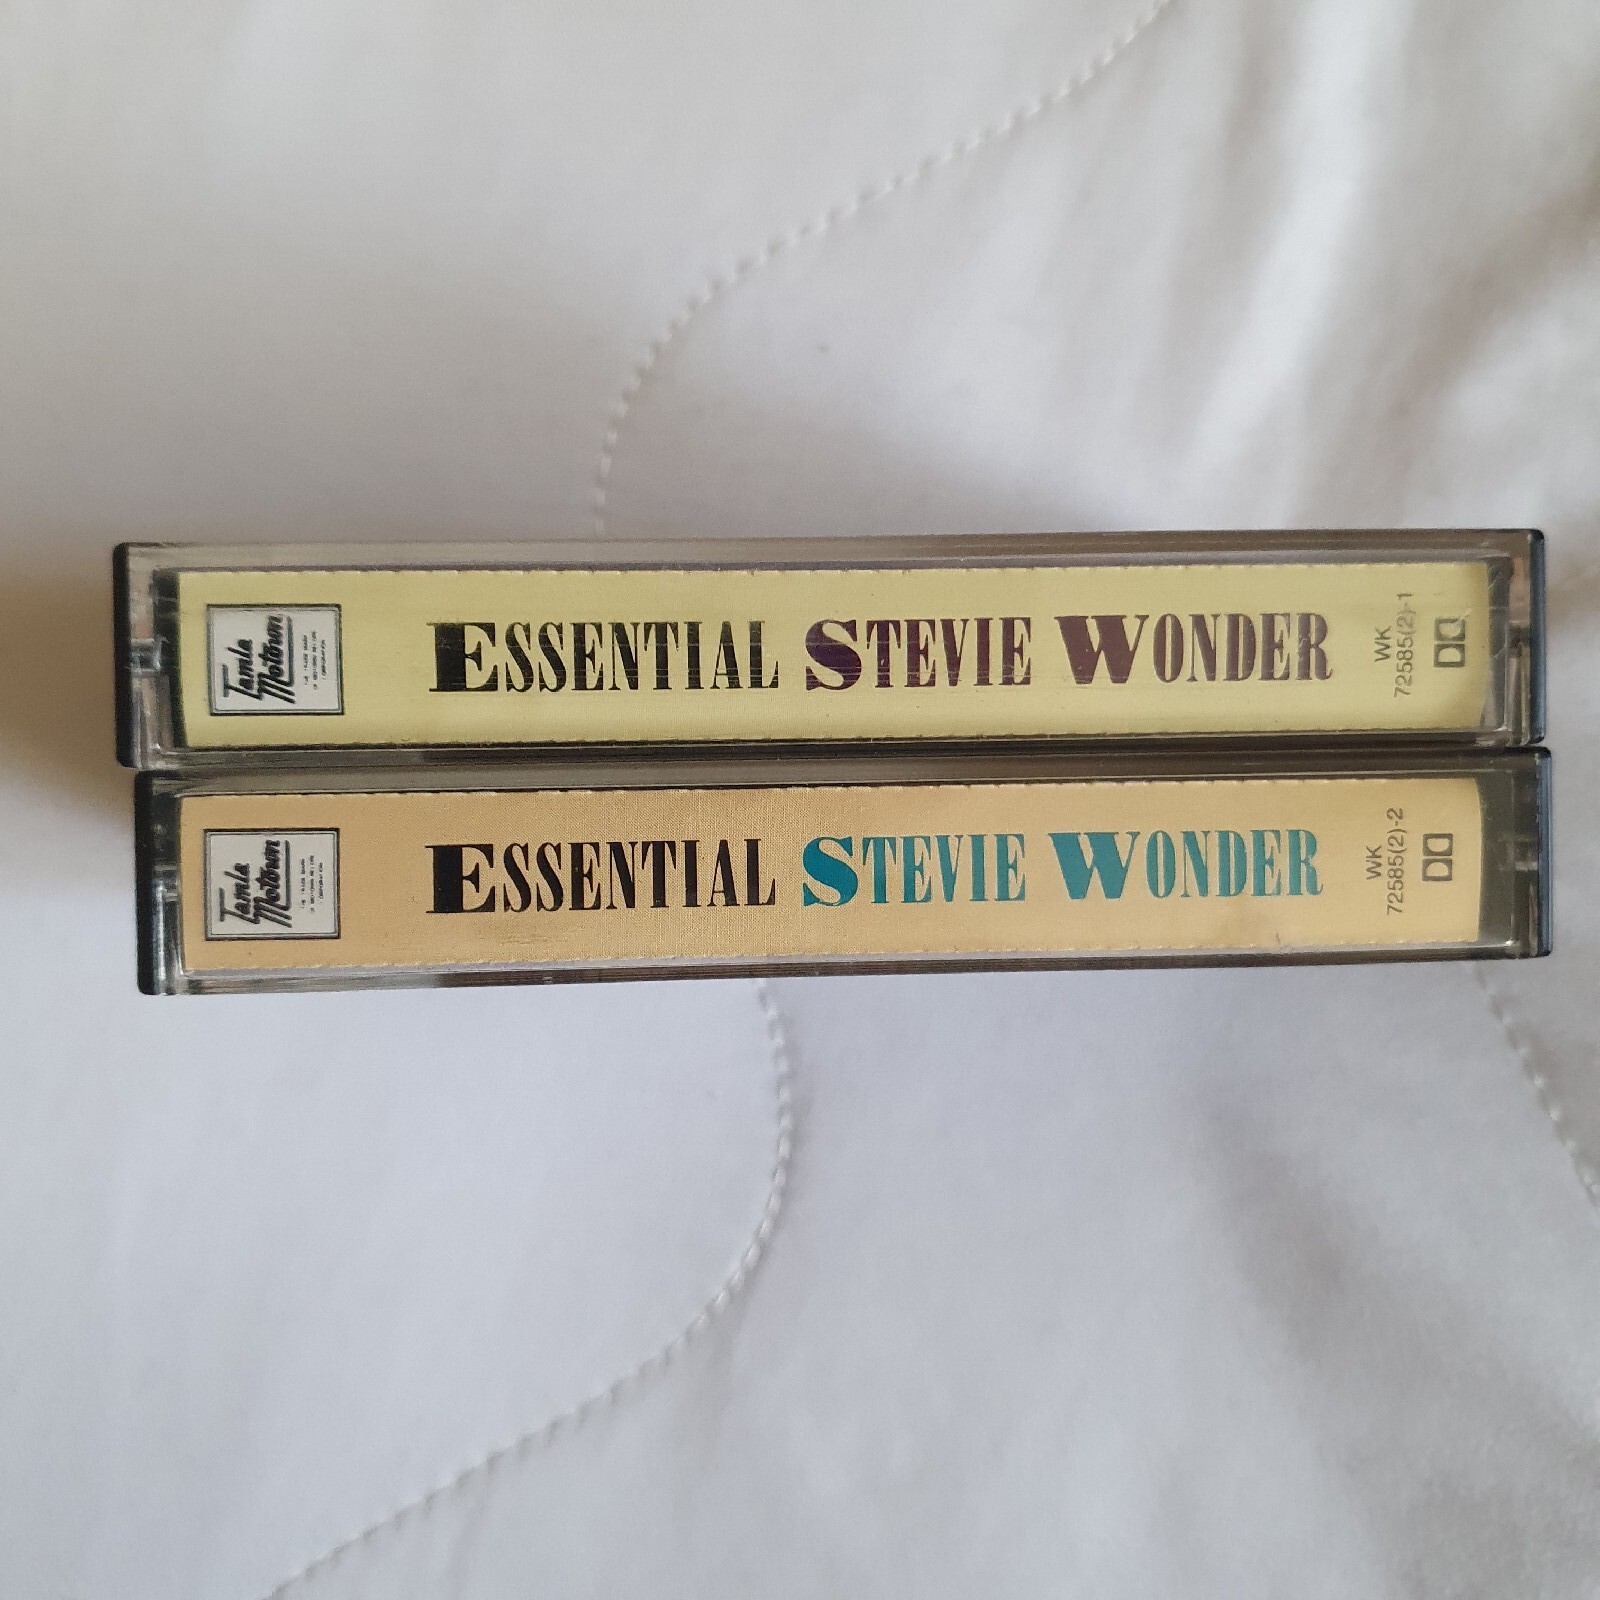 Tamla
Motown
ESSENTIAL STEVIE WONDER
WK
72585(2)-1
Tamla
Motown
ESSENTIAL STEVIE WONDER
WK
72585(2)-2